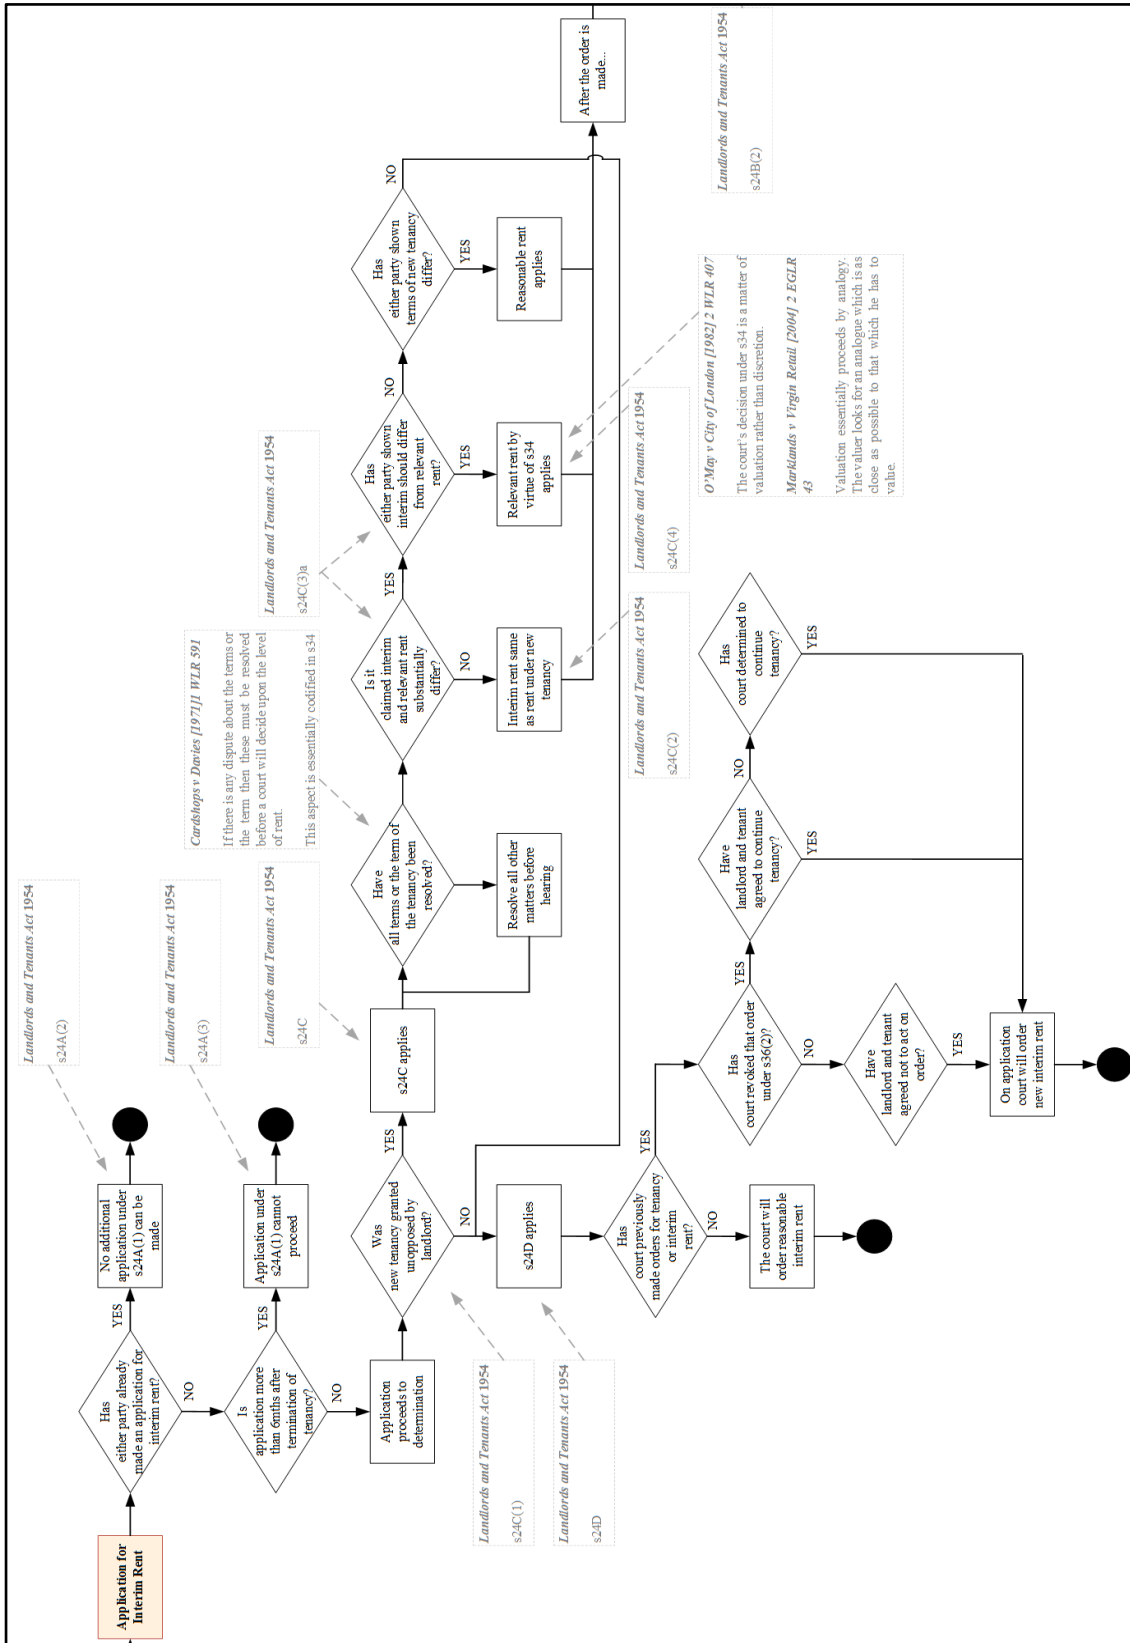 Application for
Interim Rent
Has
either party already
made an application for
interim rent?
YES
No additional
application under
s24A(1) can be
made
Landlords and Tenants Act 1954
s24A(2)
NO
Is
application more
than 6mths after
termination of
tenancy?
YES
Application under
s24A(1) cannot
proceed
Landlords and Tenants Act 1954
s24A(3)
NO
Application
proceeds to
determination
Was
new tenancy granted
unopposed by
landlord?
YES
s24C applies
Landlords and Tenants Act 1954
s24C
Have
all terms or the term of
the tenancy been
resolved?
Resolve all other
matters before
hearing
Cardshops v Davies [1971]1 WLR 591
If there is any dispute about the terms or
the term then these must be resolved
before a court will decide upon the level
of rent.
This aspect is essentially codified in s34
Is it
claimed interim
and relevant rent
substantially
differ?
NO
Interim rent same
as rent under new
tenancy
YES
Landlords and Tenants Act 1954
s24C(3)a
Has
either party shown
interim should differ
from relevant
rent?
YES
Relevant rent by
virtue of s34
applies
NO
Has
either party shown
terms of new tenancy
differ?
YES
Reasonable rent
applies
NO
After the order is
made...
NO
s24D applies
Landlords and Tenants Act 1954
s24C(1)
Landlords and Tenants Act 1954
s24D
Landlords and Tenants Act 1954
s24C(2)
Landlords and Tenants Act 1954
s24C(4)
O'May v City of London [1982] 2 WLR 407
The court's decision under s34 is a matter of
valuation rather than discretion.
Marklands v Virgin Retail [2004] 2 EGLR
43
Valuation essentially proceeds by analogy.
The valuer looks for an analogue which is as
close as possible to that which he has to
value.
Landlords and Tenants Act 1954
s24B(2)
Has
court previously
made orders for tenancy
or interim
rent?
NO
The court will
order reasonable
interim rent
YES
Has
court revoked that order
under s36(2)?
NO
Have
landlord and tenant
agreed not to act on
order?
YES
On application
court will order
new interim rent
YES
Have
landlord and tenant
agreed to continue
tenancy?
YES
NO
Has
court determined to
continue
tenancy?
YES